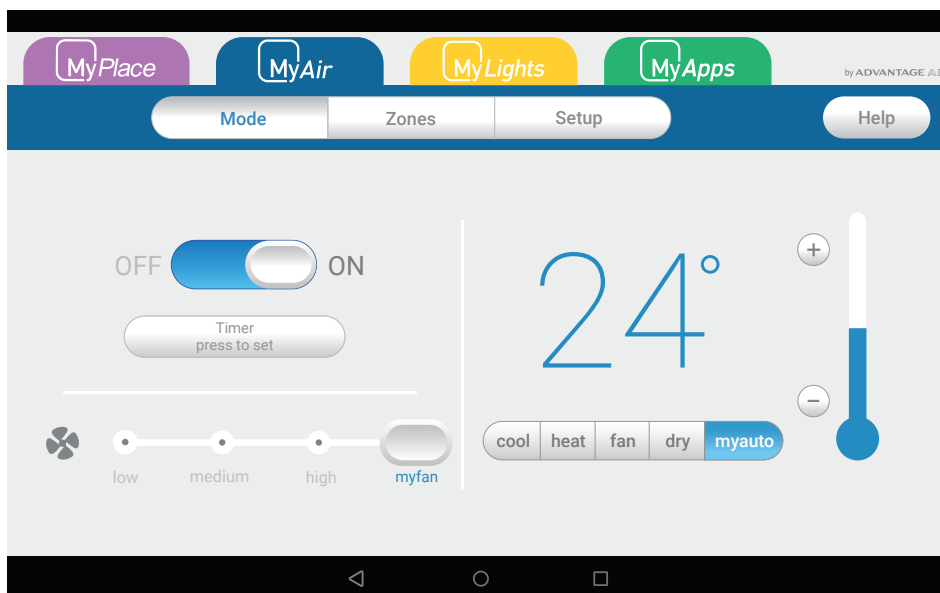 MyPlace
MyAir
MyLights
MyApps
by ADVANTAGE AI
Mode
Zones
Setup
Help
OFF
ON
24°
+
Timer
press to set
−
cool
heat
fan
dry
myauto
low
medium
high
myfan